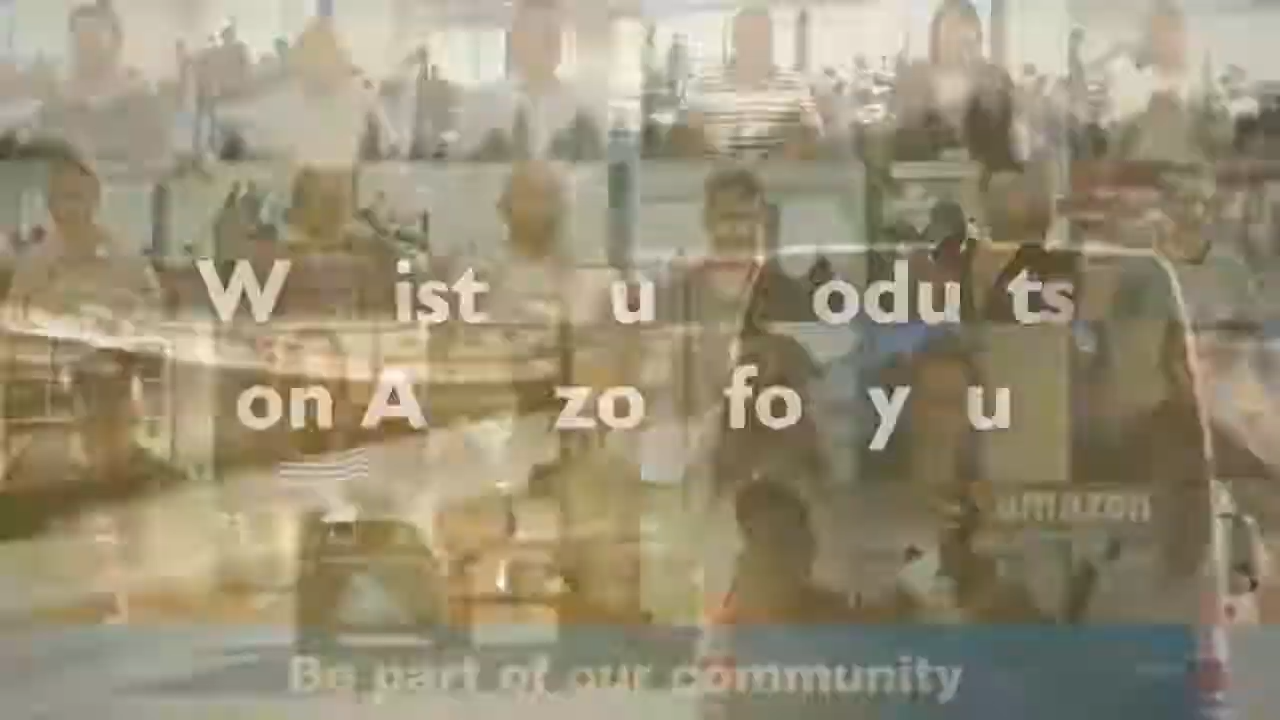 W ist u odu ts
on A zo fo y u
amazon
Be part of our community